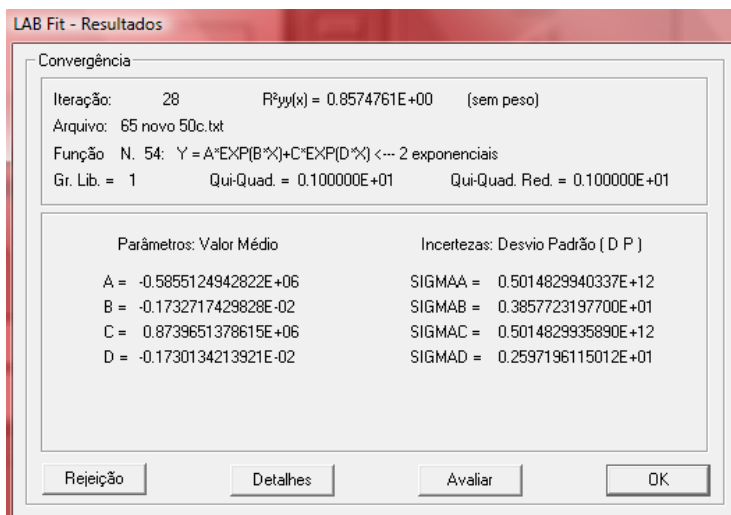 LAB Fit - Resultados
Convergência
Iteração: 28 R²yy(x) = 0.8574761E+00 (sem peso)
Arquivo: 65 novo 50c.txt
Função N. 54: Y = A*EXP(B*X)+C*EXP(D*X) <--- 2 exponenciais
Gr. Lib. = 1 Qui-Quad. = 0.100000E+01 Qui-Quad. Red. = 0.100000E+01
Parâmetros: Valor Médio Incertezas: Desvio Padrão ( D P )
A = -0.5855124942822E+06 SIGMAA = 0.5014829940337E+12
B = -0.1732717429828E-02 SIGMAB = 0.3857723197700E+01
C = 0.8739651378615E+06 SIGMAC = 0.5014829935890E+12
D = -0.1730134213921E-02 SIGMAD = 0.2597196115012E+01
Rejeição Detalhes Avaliar OK